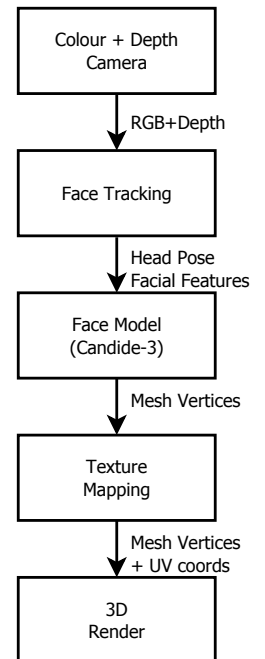 Colour + Depth
Camera
RGB+Depth
Face Tracking
Head Pose
Facial Features
Face Model
(Candide-3)
Mesh Vertices
Texture
Mapping
Mesh Vertices
+ UV coords
3D
Render